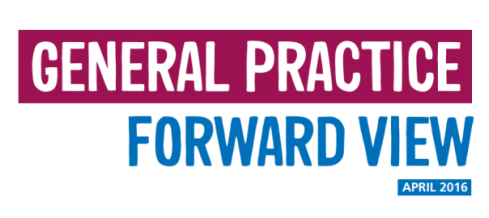 GENERAL PRACTICE
FORWARD VIEW
APRIL 2016